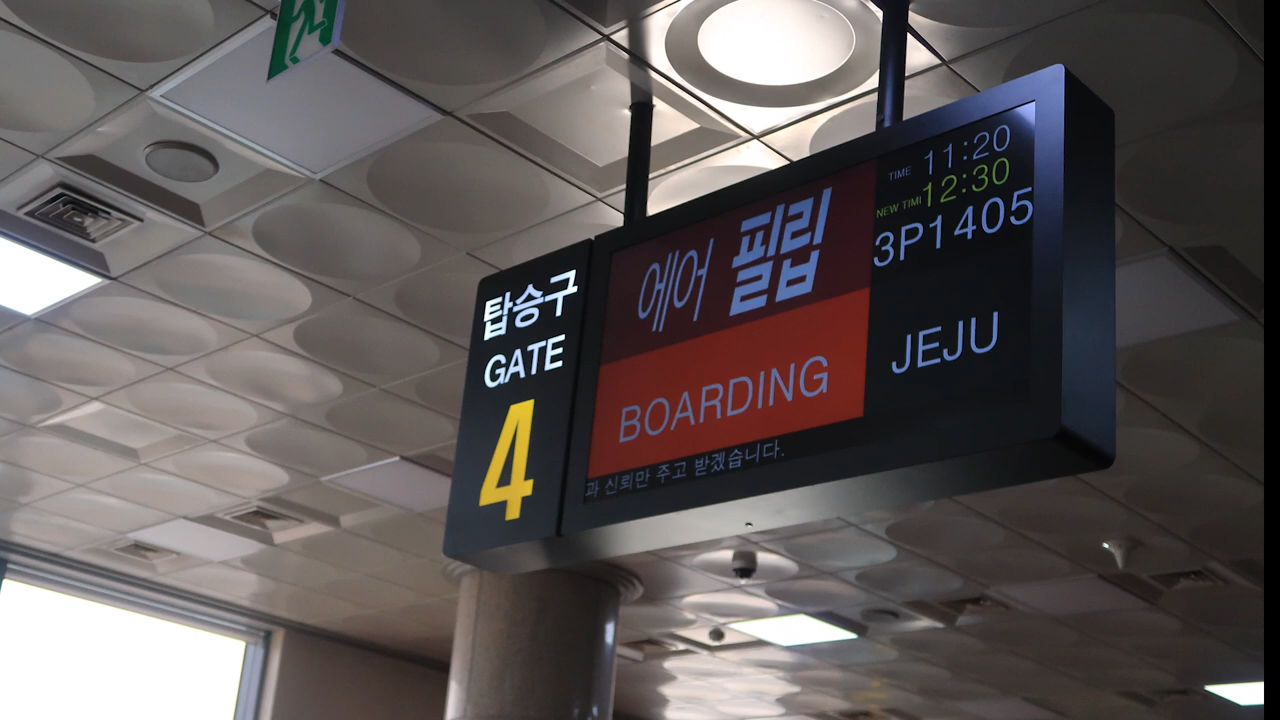 탑승구
GATE
4
에어 필립
BOARDING
TIME 11:20
NEW TIMI 12:30
3P1405
JEJU
과 신뢰만 주고 받겠습니다.